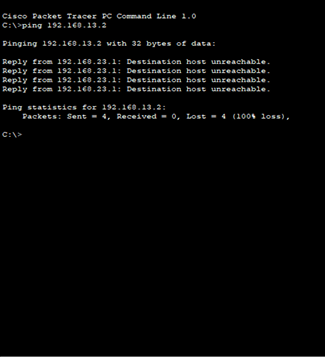 Cisco Packet Tracer PC Command Line 1.0
C:\>ping 192.168.13.2
Pinging 192.168.13.2 with 32 bytes of data:
Reply from 192.168.23.1: Destination host unreachable.
Reply from 192.168.23.1: Destination host unreachable.
Reply from 192.168.23.1: Destination host unreachable.
Reply from 192.168.23.1: Destination host unreachable.
Ping statistics for 192.168.13.2:
Packets: Sent = 4, Received = 0, Lost = 4 (100% loss),
C:\>